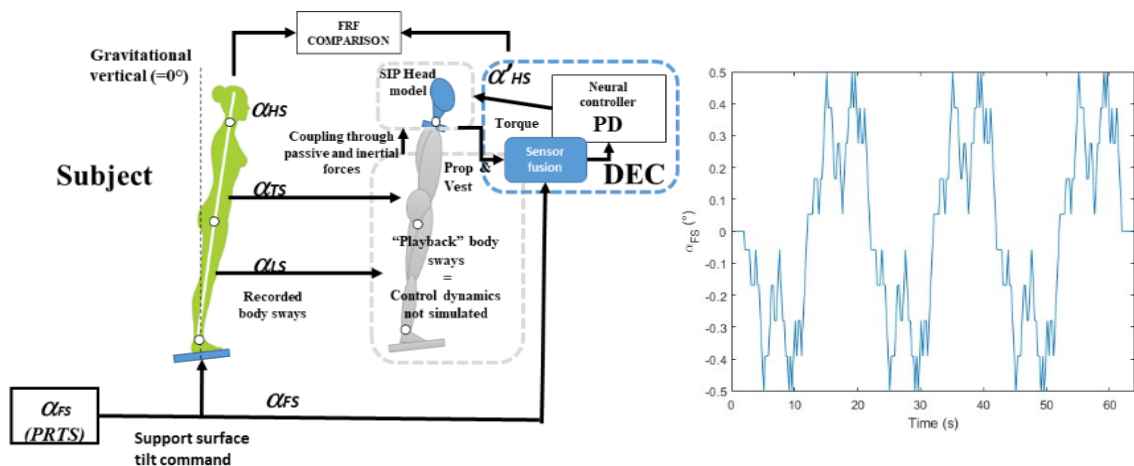 FRF
COMPARISON
Gravitational
vertical (=0°)
αHS
Subject
αTS
αLS
Recorded
body sways
SIP Head
model
Coupling through
passive and inertial
forces
α'HS
Neural
controller
PD
Torque
Sensor
fusion
DEC
Prop &
Vest
“Playback” body
sways
=
Control dynamics
not simulated
αFS
(PRTS)
αFS
Support surface
tilt command
0.5
0.4
0.3
0.2
0.1
0
-0.1
-0.2
-0.3
-0.4
-0.5
αFS (°)
0 10 20 30 40 50 60
Time (s)